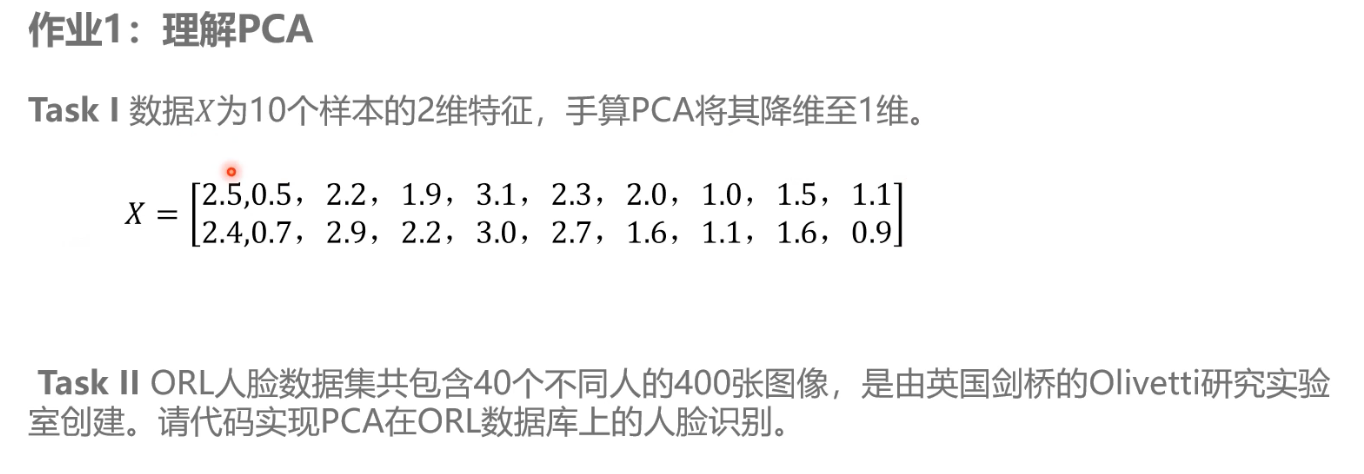 作业1：理解PCA
Task I 数据X为10个样本的2维特征，手算PCA将其降维至1维。
X = [2.5,0.5， 2.2， 1.9， 3.1， 2.3， 2.0， 1.0， 1.5， 1.1]
[2.4,0.7， 2.9， 2.2， 3.0， 2.7， 1.6， 1.1， 1.6， 0.9]
Task II ORL人脸数据集共包含40个不同人的400张图像，是由英国剑桥的Olivetti研究实验
室创建。请代码实现PCA在ORL数据库上的人脸识别。